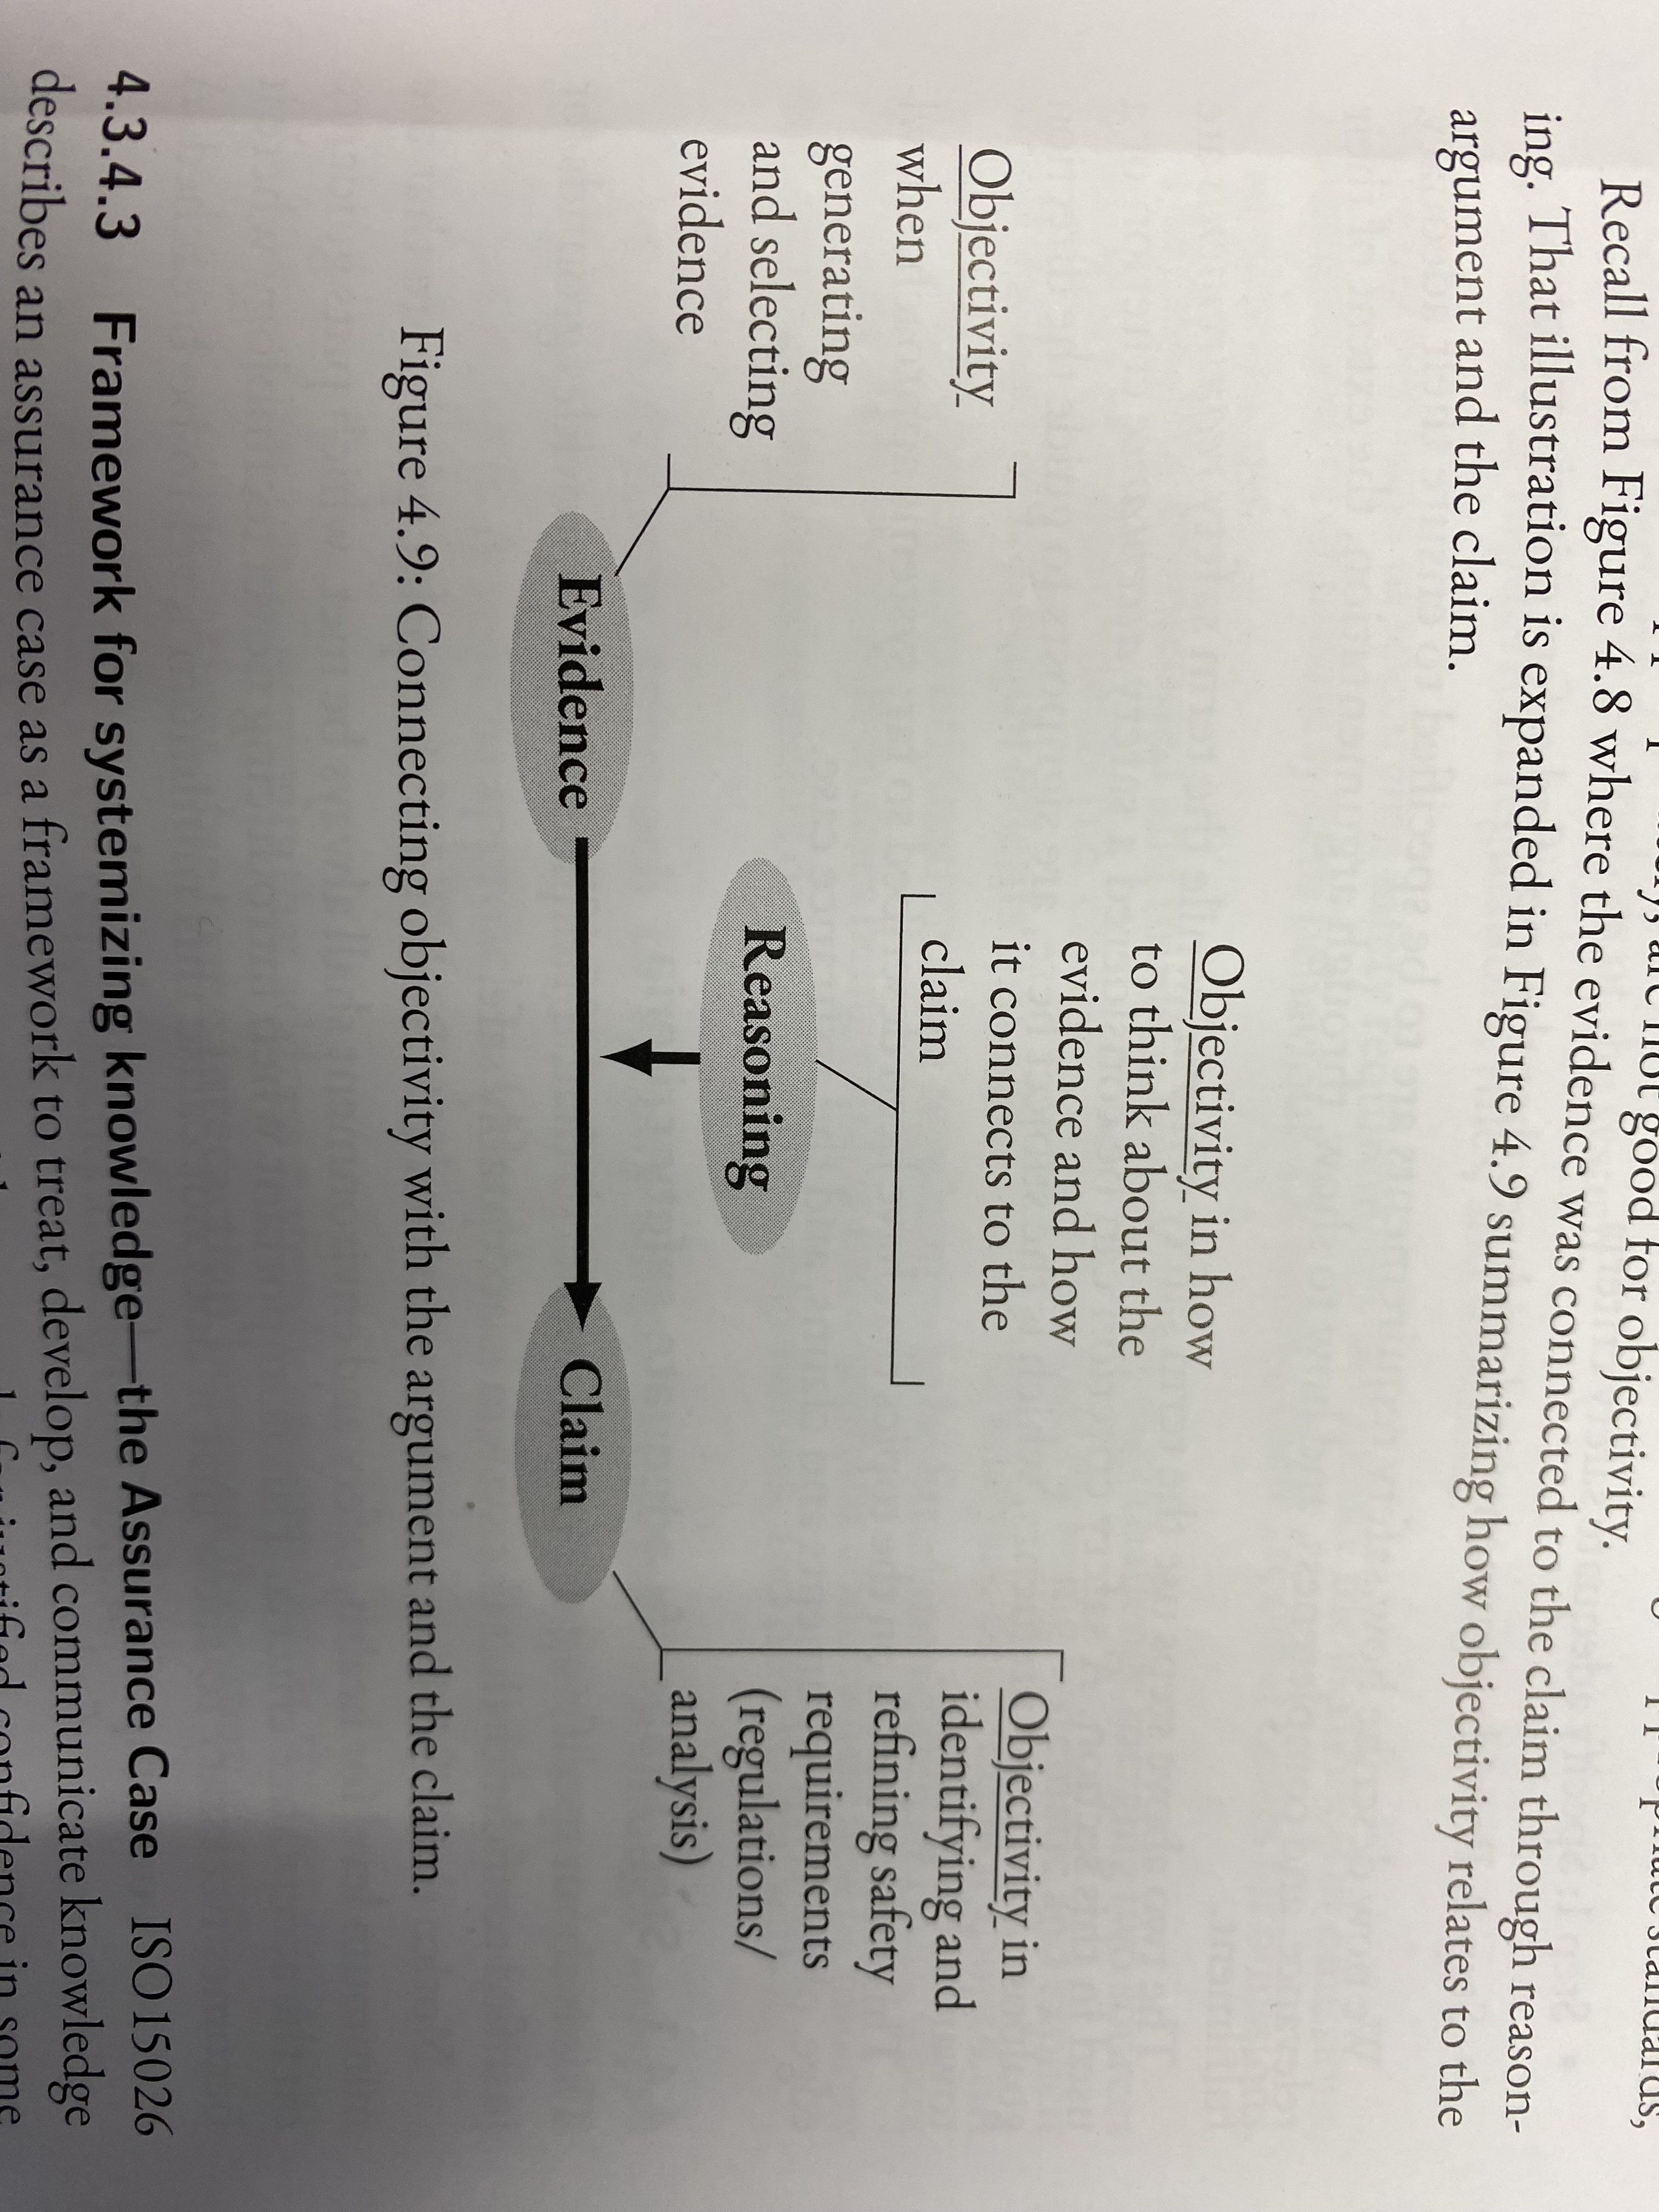 are not good for objectivity.
standards,
Recall from Figure 4.8 where the evidence was connected to the claim through reason-
ing. That illustration is expanded in Figure 4.9 summarizing how objectivity relates to the
argument and the claim.
Objectivity in how
to think about the
evidence and how
it connects to the
claim
Objectivity
when
generating
and selecting
evidence
Objectivity in
identifying and
refining safety
requirements
(regulations/
analysis)
Reasoning
Evidence
Claim
Figure 4.9: Connecting objectivity with the argument and the claim.
4.3.4.3 Framework for systemizing knowledge—the Assurance Case ISO 15026
describes an assurance case as a framework to treat, develop, and communicate knowledge
for justified confidence in some